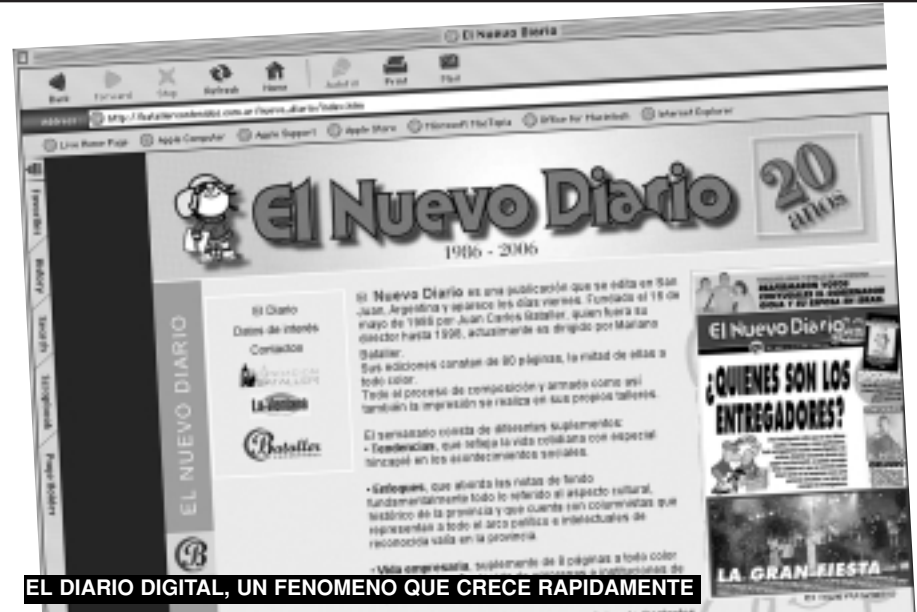 El Nuevo Diario
Back Forward Stop Refresh Home AutoFill Print Mail
Live Home Page Apple Computer Apple Support Apple Store Microsoft MacTopia Office for Macintosh Internet Explorer
Favorites
History
Search
Scrapbook
Page Holder
El Nuevo Diario
1986 - 2006
20
años
EL NUEVO DIARIO
El Diario
Datos de interés
Contactos
FUNDACION
BATALLER
La Ventana
Bataller
B
El Nuevo Diario es una publicación que se edita en San
Juan, Argentina y aparece los días viernes. Fundado el 16 de
mayo de 1986 por Juan Carlos Bataller, quien fuera su
director hasta 1998, actualmente es dirigido por Mariano
Bataller.
Sus ediciones constan de 80 páginas, la mitad de ellas a
todo color.
Todo el proceso de composición y armado como así
también la impresión se realiza en sus propios talleres.
El semanario consta de diferentes suplementos:
• Tendencias, que refleja la vida cotidiana con especial
hincapié en los acontecimientos sociales.
• Enfoques, que aborda las notas de fondo
fundamentalmente todo lo referido al aspecto cultural,
histórico de la provincia y que cuenta con columnistas que
representan a todo el arco político e intelectuales de
reconocida valía en la provincia.
• Vida empresaria, suplemento de 8 páginas a todo color
El Nuevo Diario
¿QUIENES SON LOS
ENTREGADORES?
LA GRAN FIESTA
EL DIARIO DIGITAL, UN FENOMENO QUE CRECE RAPIDAMENTE